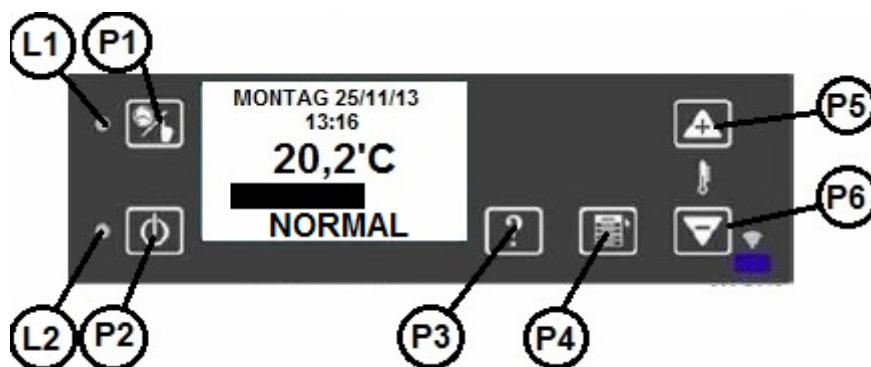 L1 P1
MONTAG 25/11/13
13:16
20,2'C
NORMAL
?
+
-
P5
P6
L2 P2 P3 P4